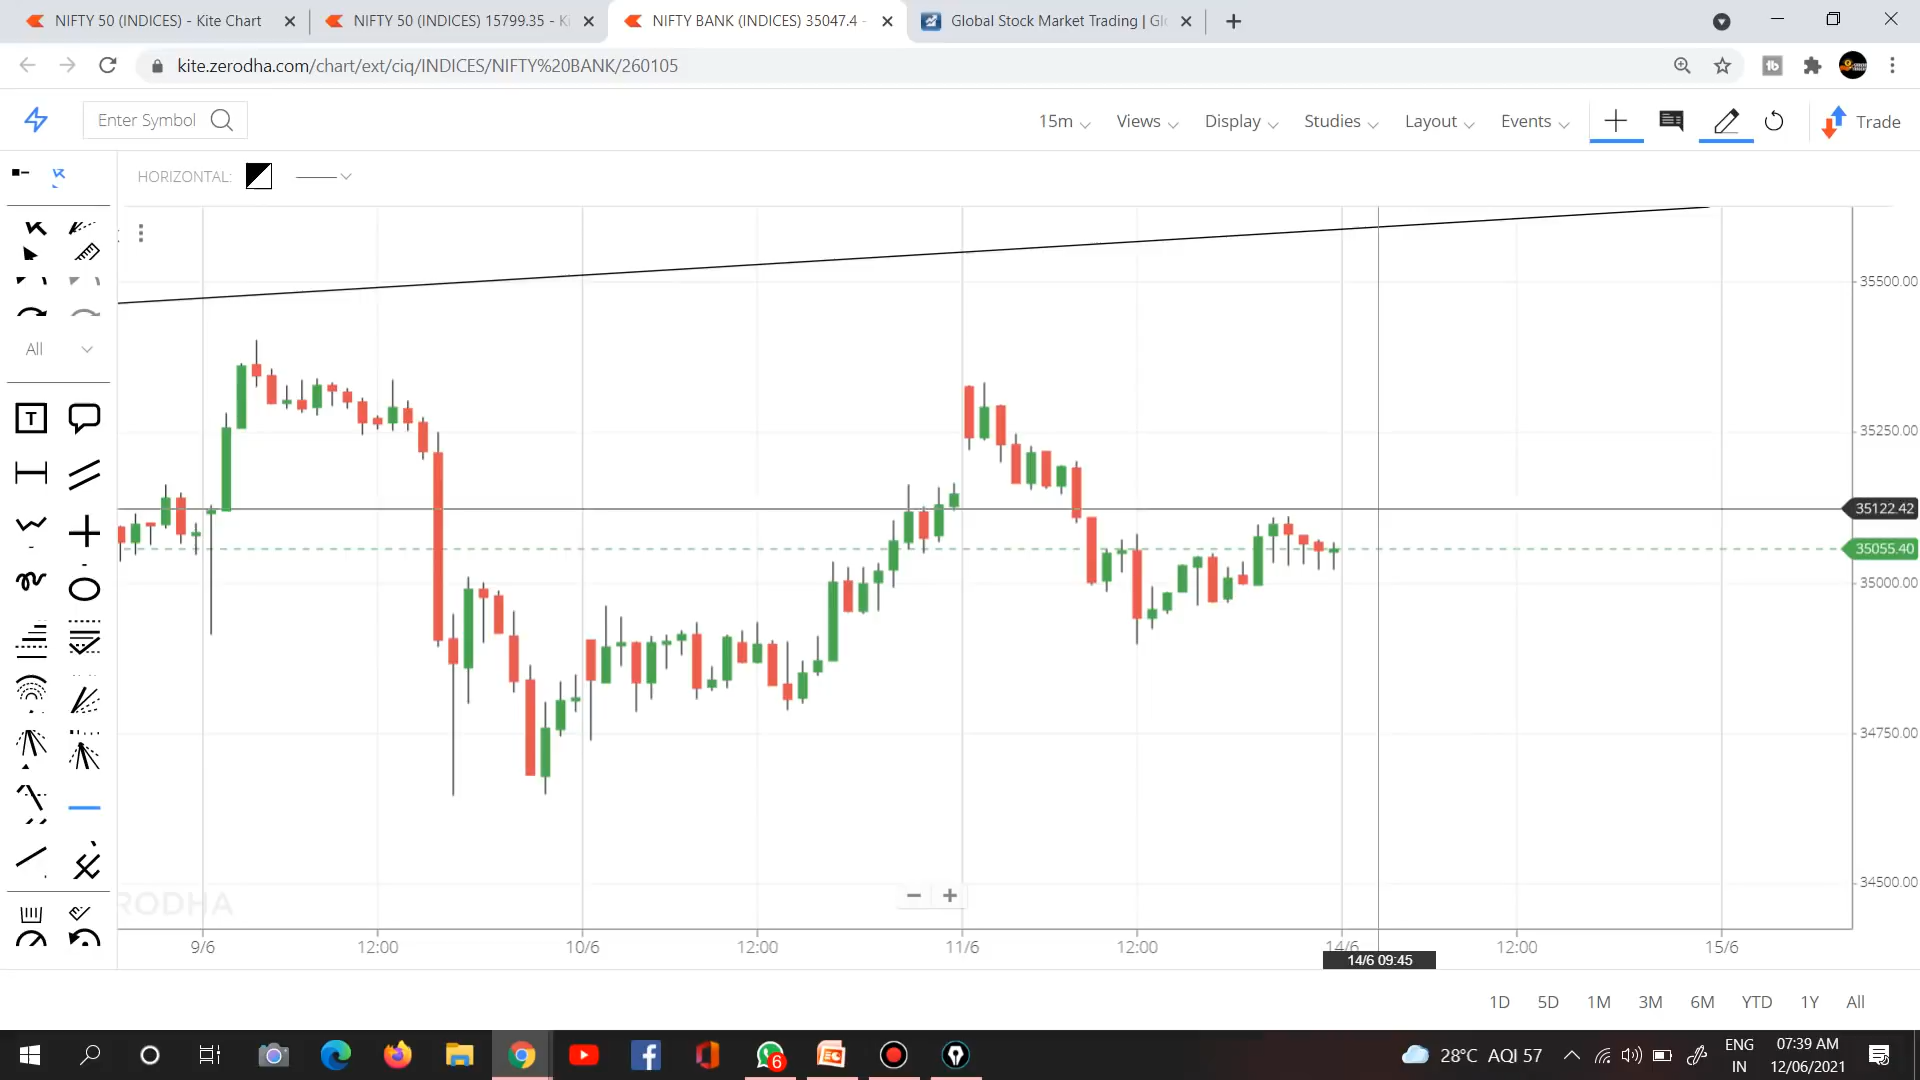 NIFTY 50 (INDICES) - Kite Chart
NIFTY 50 (INDICES) 15799.35 - Ki
NIFTY BANK (INDICES) 35047.4 -
Global Stock Market Trading | Gl
kite.zerodha.com/chart/ext/ciq/INDICES/NIFTY%20BANK/260105
Enter Symbol
15m
Views
Display
Studies
Layout
Events
Trade
HORIZONTAL:
All
T
35500.00
35250.00
35122.42
35055.40
35000.00
34750.00
34500.00
RODHA
9/6
12:00
10/6
12:00
11/6
12:00
14/6
12:00
15/6
14/6 09:45
1D
5D
1M
3M
6M
YTD
1Y
All
6
28°C AQI 57
ENG
IN
07:39 AM
12/06/2021